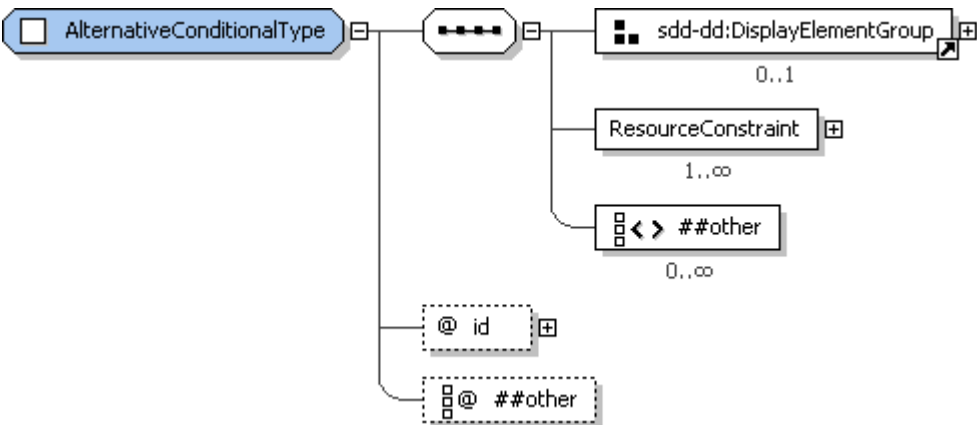 AlternativeConditionalType
sdd-dd:DisplayElementGroup
0..1
ResourceConstraint
1..∞
##other
0..∞
@ id
@ ##other